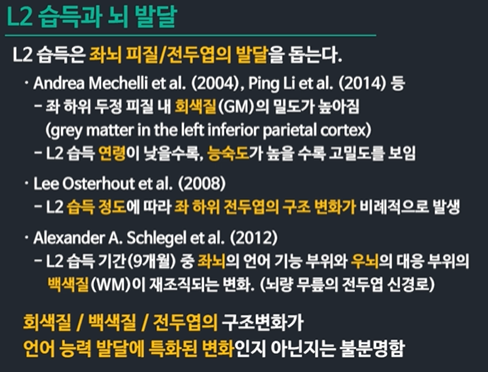 L2 습득과 뇌 발달
L2 습득은 좌뇌 피질/전두엽의 발달을 돕는다.
· Andrea Mechelli et al. (2004), Ping Li et al. (2014) 등
– 좌 하위 두정 피질 내 회색질(GM)의 밀도가 높아짐
(grey matter in the left inferior parietal cortex)
– L2 습득 연령이 낮을수록, 능숙도가 높을 수록 고밀도를 보임
· Lee Osterhout et al. (2008)
– L2 습득 정도에 따라 좌 하위 전두엽의 구조 변화가 비례적으로 발생
· Alexander A. Schlegel et al. (2012)
– L2 습득 기간(9개월) 중 좌뇌의 언어 기능 부위와 우뇌의 대응 부위의
백색질(WM)이 재조직되는 변화. (뇌량 무릎의 전두엽 신경로)
회색질 / 백색질 / 전두엽의 구조변화가
언어 능력 발달에 특화된 변화인지 아닌지는 불분명함